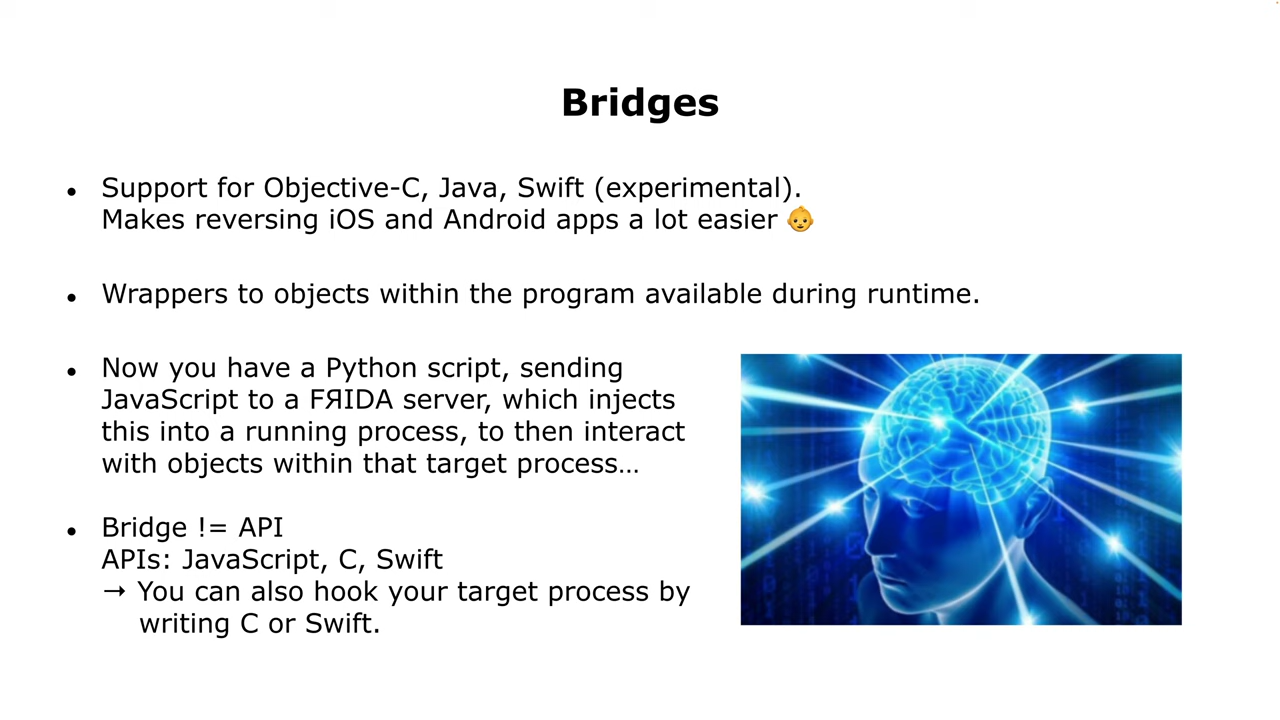 Bridges
• Support for Objective-C, Java, Swift (experimental).
Makes reversing iOS and Android apps a lot easier 👶
• Wrappers to objects within the program available during runtime.
• Now you have a Python script, sending
JavaScript to a FЯIDA server, which injects
this into a running process, to then interact
with objects within that target process…
• Bridge != API
APIs: JavaScript, C, Swift
→ You can also hook your target process by
writing C or Swift.